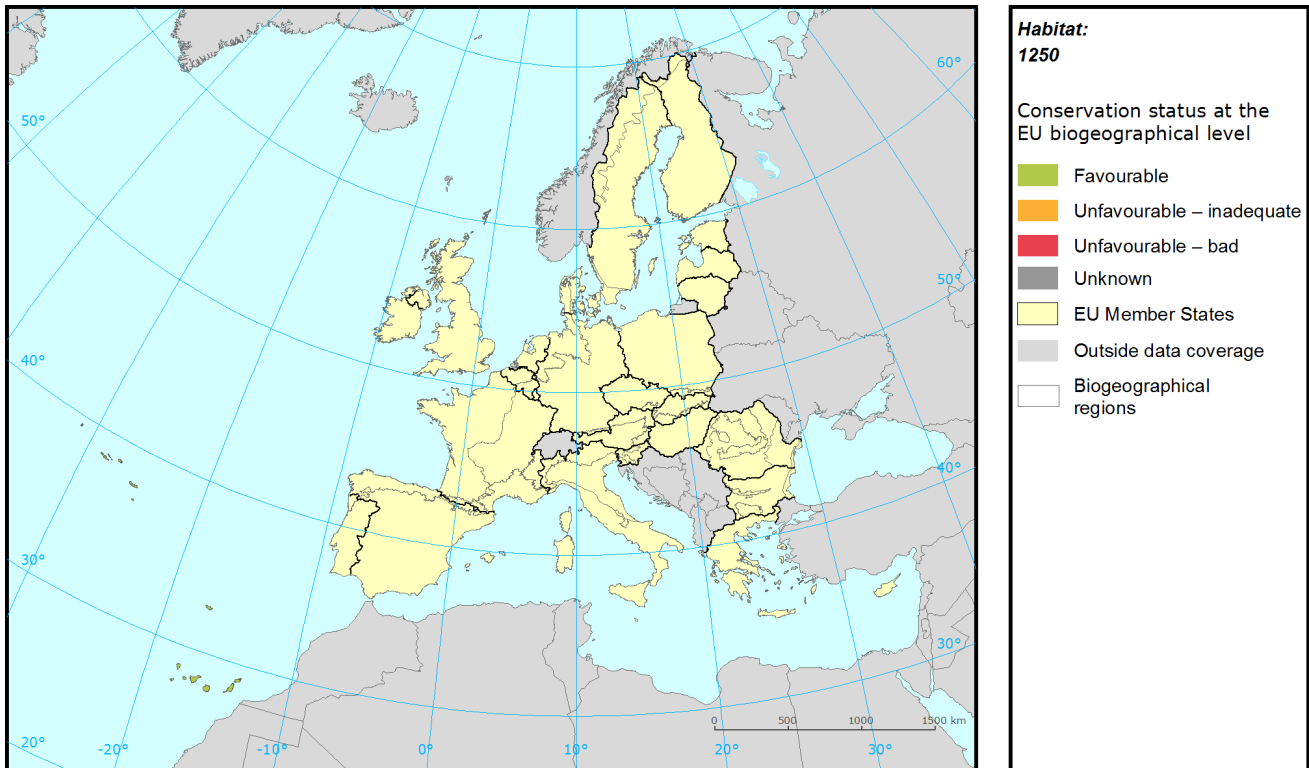 Habitat:
1250
Conservation status at the
EU biogeographical level
Favourable
Unfavourable – inadequate
Unfavourable – bad
Unknown
EU Member States
Outside data coverage
Biogeographical
regions
60°
50°
50°
40°
40°
30°
30°
20°
-20°
-10°
0°
10°
20°
30°
0 500 1000 1500 km